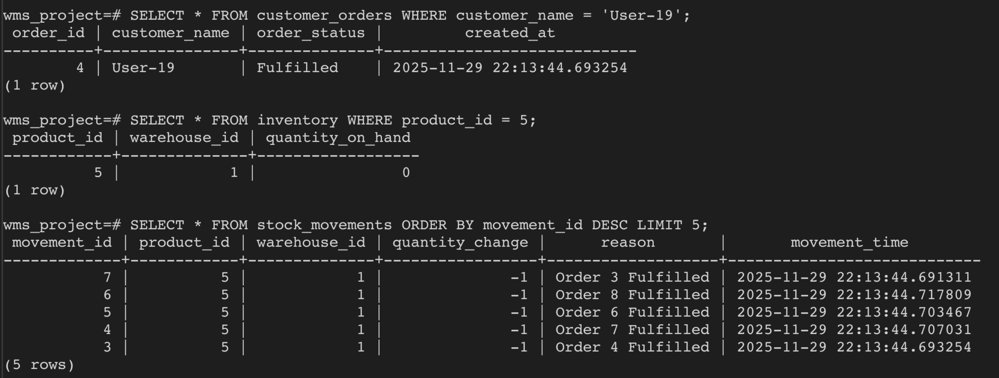 wms_project=# SELECT * FROM customer_orders WHERE customer_name = 'User-19';
 order_id | customer_name | order_status |         created_at
----------+---------------+--------------+----------------------------
        4 | User-19       | Fulfilled    | 2025-11-29 22:13:44.693254
(1 row)
wms_project=# SELECT * FROM inventory WHERE product_id = 5;
 product_id | warehouse_id | quantity_on_hand
------------+--------------+------------------
          5 |            1 |                0
(1 row)
wms_project=# SELECT * FROM stock_movements ORDER BY movement_id DESC LIMIT 5;
 movement_id | product_id | warehouse_id | quantity_change |      reason       |       movement_time
-------------+------------+--------------+-----------------+-------------------+----------------------------
           7 |          5 |            1 |              -1 | Order 3 Fulfilled | 2025-11-29 22:13:44.691311
           6 |          5 |            1 |              -1 | Order 8 Fulfilled | 2025-11-29 22:13:44.717809
           5 |          5 |            1 |              -1 | Order 6 Fulfilled | 2025-11-29 22:13:44.703467
           4 |          5 |            1 |              -1 | Order 7 Fulfilled | 2025-11-29 22:13:44.707031
           3 |          5 |            1 |              -1 | Order 4 Fulfilled | 2025-11-29 22:13:44.693254
(5 rows)